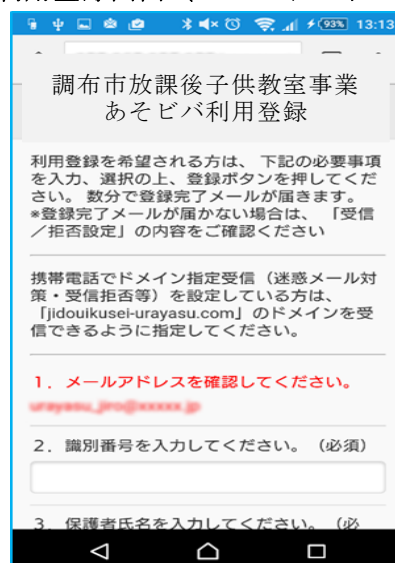 93% 13:13
調布市放課後子供教室事業
あそビバ利用登録
利用登録を希望される方は、 下記の必要事項
を入力、選択の上、登録ボタンを押してくだ
さい。 数分で登録完了メールが届きます。
*登録完了メールが届かない場合は、 「受信
／拒否設定」の内容をご確認ください
携帯電話でドメイン指定受信（迷惑メール対
策・受信拒否等）を設定している方は、
「jidouikusei-urayasu.com」のドメインを受
信できるように指定してください。
1．メールアドレスを確認してください。
2．識別番号を入力してください。（必須）
3．保護者氏名を入力してください。（必